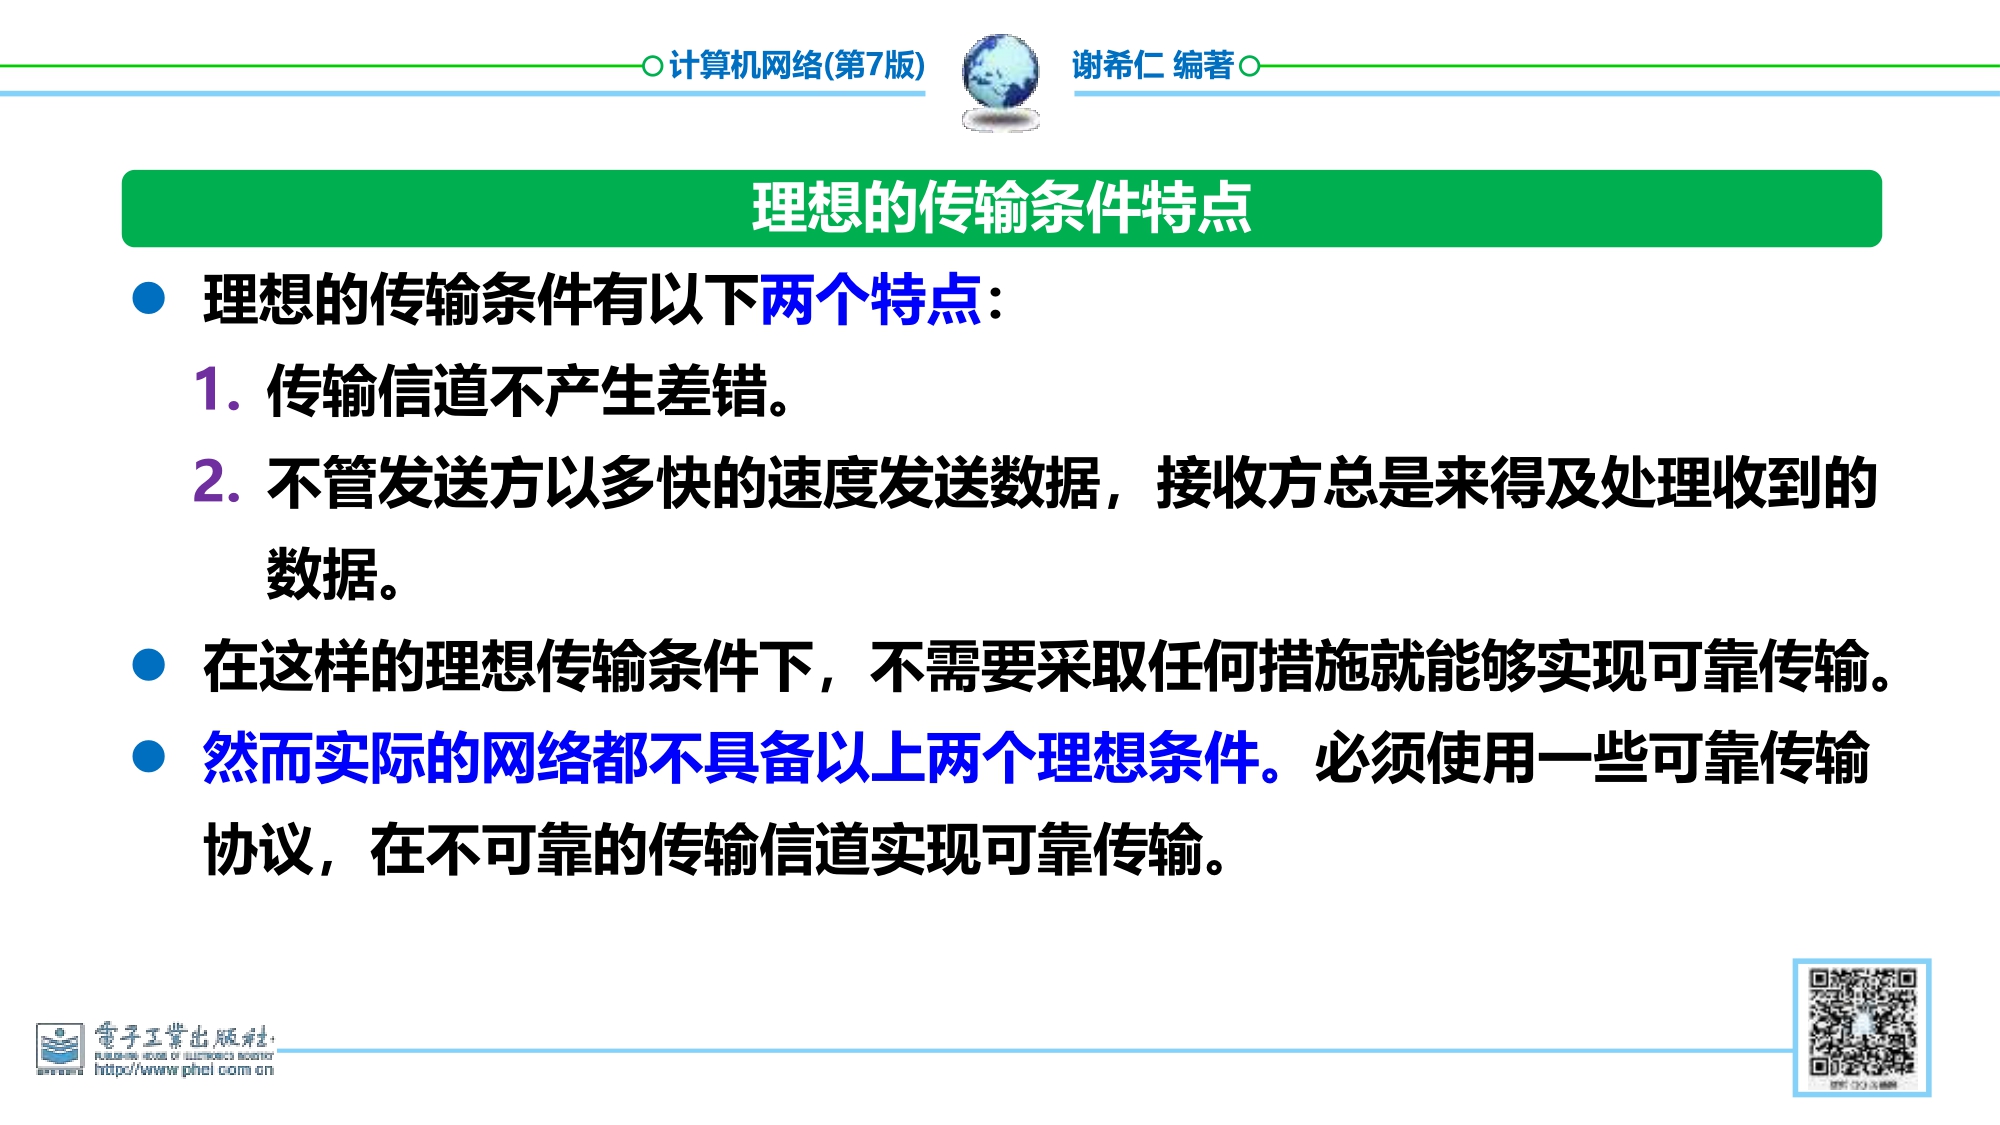 计算机网络(第7版) 谢希仁 编著
理想的传输条件特点
● 理想的传输条件有以下两个特点：
1. 传输信道不产生差错。
2. 不管发送方以多快的速度发送数据，接收方总是来得及处理收到的
数据。
● 在这样的理想传输条件下，不需要采取任何措施就能够实现可靠传输。
● 然而实际的网络都不具备以上两个理想条件。必须使用一些可靠传输
协议，在不可靠的传输信道实现可靠传输。
電子工業出版社
PUBLISHING HOUSE OF ELECTRONICS INDUSTRY
http://www.phei.com.cn